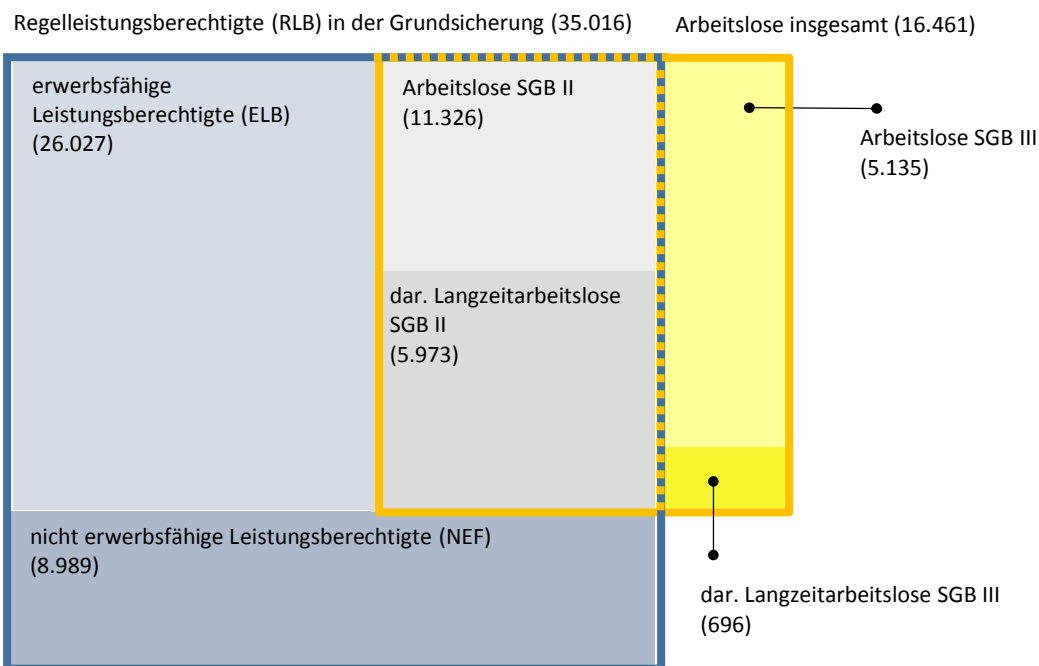 Regelleistungsberechtigte (RLB) in der Grundsicherung (35.016)
Arbeitslose insgesamt (16.461)
erwerbsfähige
Leistungsberechtigte (ELB)
(26.027)
Arbeitslose SGB II
(11.326)
Arbeitslose SGB III
(5.135)
dar. Langzeitarbeitslose
SGB II
(5.973)
nicht erwerbsfähige Leistungsberechtigte (NEF)
(8.989)
dar. Langzeitarbeitslose SGB III
(696)